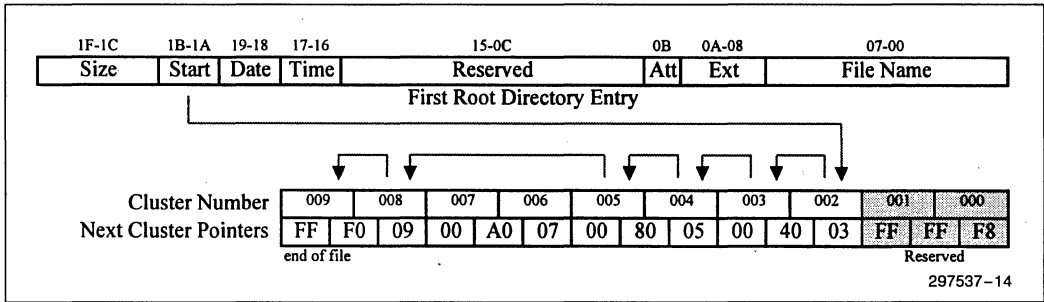 1F-1C 1B-1A 19-18 17-16 15-0C 0B 0A-08 07-00
Size Start Date Time Reserved Att Ext File Name
First Root Directory Entry
Cluster Number 009 008 007 006 005 004 003 002 001 000
Next Cluster Pointers FF F0 09 00 A0 07 00 80 05 00 40 03 FF FF F8
end of file Reserved
297537-14